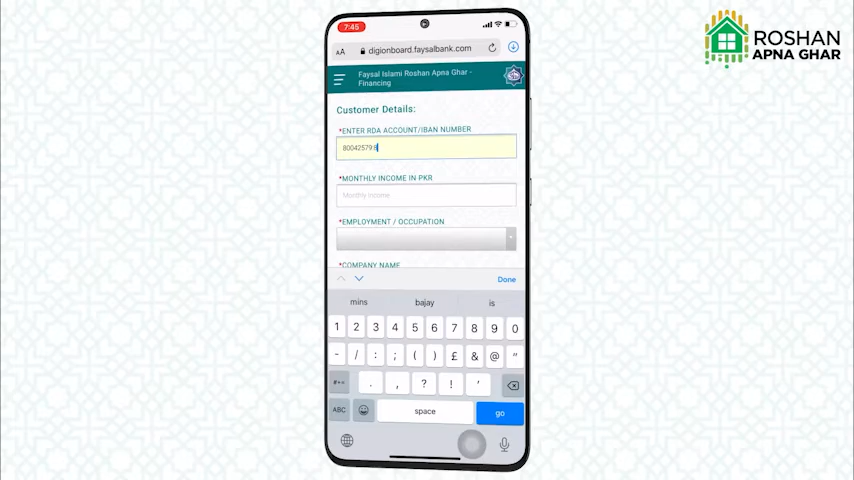 7:45
ROSHAN
APNA GHAR
AA digionboard.faysalbank.com
Faysal Islami Roshan Apna Ghar -
Financing
Customer Details:
*ENTER RDA ACCOUNT/IBAN NUMBER
800425798
*MONTHLY INCOME IN PKR
Monthly Income
*EMPLOYMENT / OCCUPATION
*COMPANY NAME
Done
mins bajay is
1 2 3 4 5 6 7 8 9 0
- / : ; ( ) £ & @ "
#+= . , ? ! '
ABC space go